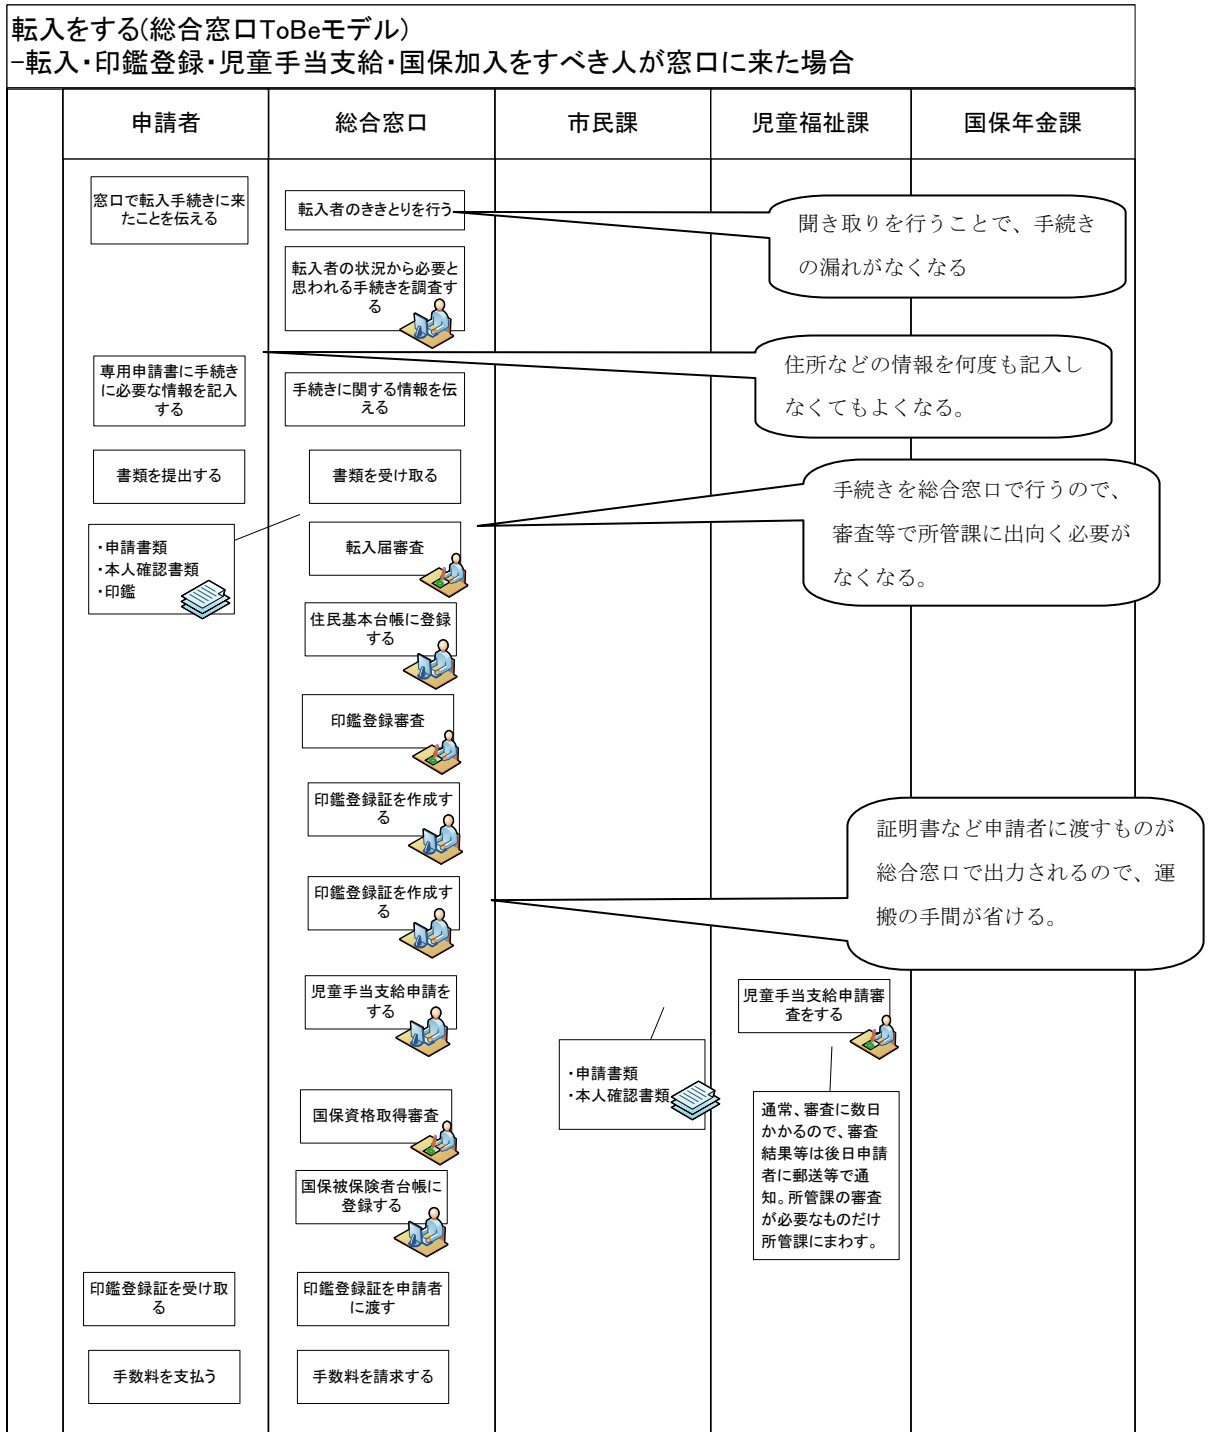 転入をする(総合窓口ToBeモデル)
-転入・印鑑登録・児童手当支給・国保加入をすべき人が窓口に来た場合
申請者
総合窓口
市民課
児童福祉課
国保年金課
窓口で転入手続きに来
たことを伝える
転入者のききとりを行う
聞き取りを行うことで、手続き
の漏れがなくなる
転入者の状況から必要と
思われる手続きを調査す
る
専用申請書に手続き
に必要な情報を記入
する
手続きに関する情報を伝
える
住所などの情報を何度も記入し
なくてもよくなる。
書類を提出する
書類を受け取る
手続きを総合窓口で行うので、
審査等で所管課に出向く必要が
なくなる。
・申請書類
・本人確認書類
・印鑑
転入届審査
住民基本台帳に登録
する
印鑑登録審査
印鑑登録証を作成す
る
証明書など申請者に渡すものが
総合窓口で出力されるので、運
搬の手間が省ける。
印鑑登録証を作成す
る
児童手当支給申請を
する
児童手当支給申請審
査をする
・申請書類
・本人確認書類
通常、審査に数日
かかるので、審査
結果等は後日申請
者に郵送等で通
知。所管課の審査
が必要なものだけ
所管課にまわす。
国保資格取得審査
国保被保険者台帳に
登録する
印鑑登録証を受け取
る
印鑑登録証を申請者
に渡す
手数料を支払う
手数料を請求する